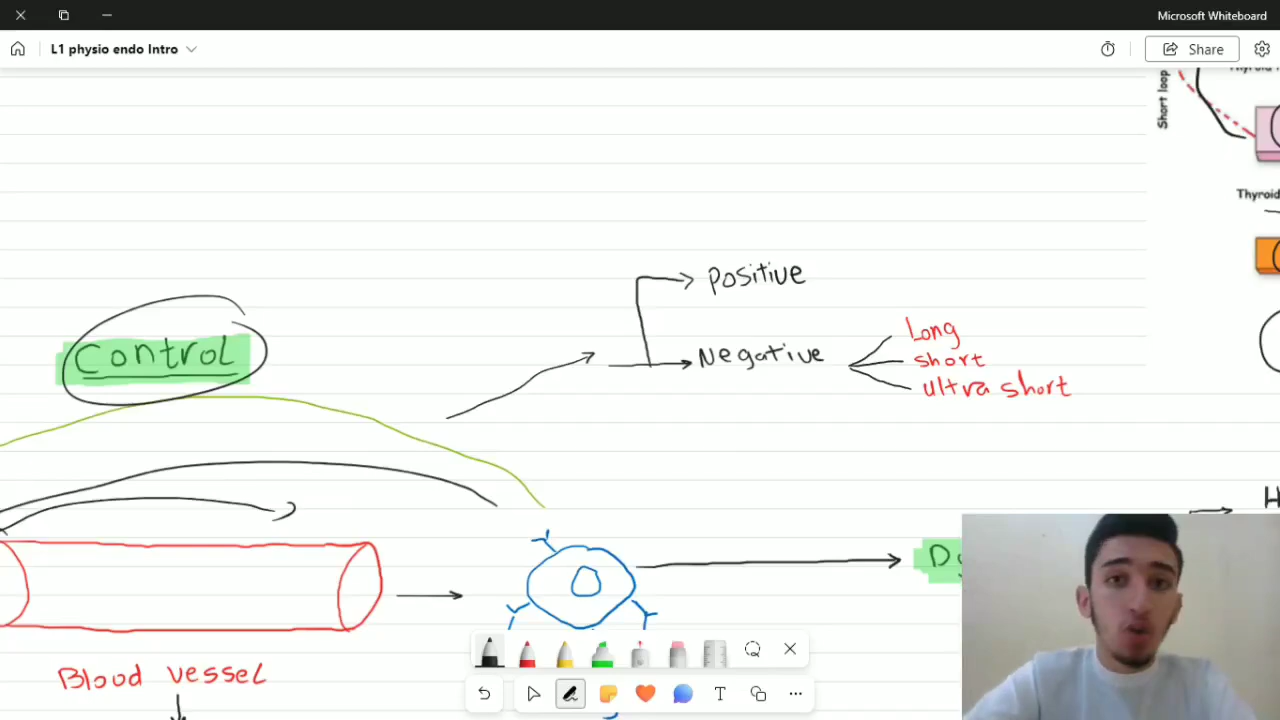 Microsoft Whiteboard
L1 physio endo Intro
Share
Short loop
Thyroid
Positive
Control
Negative
Long
short
ultra short
Blood vessel